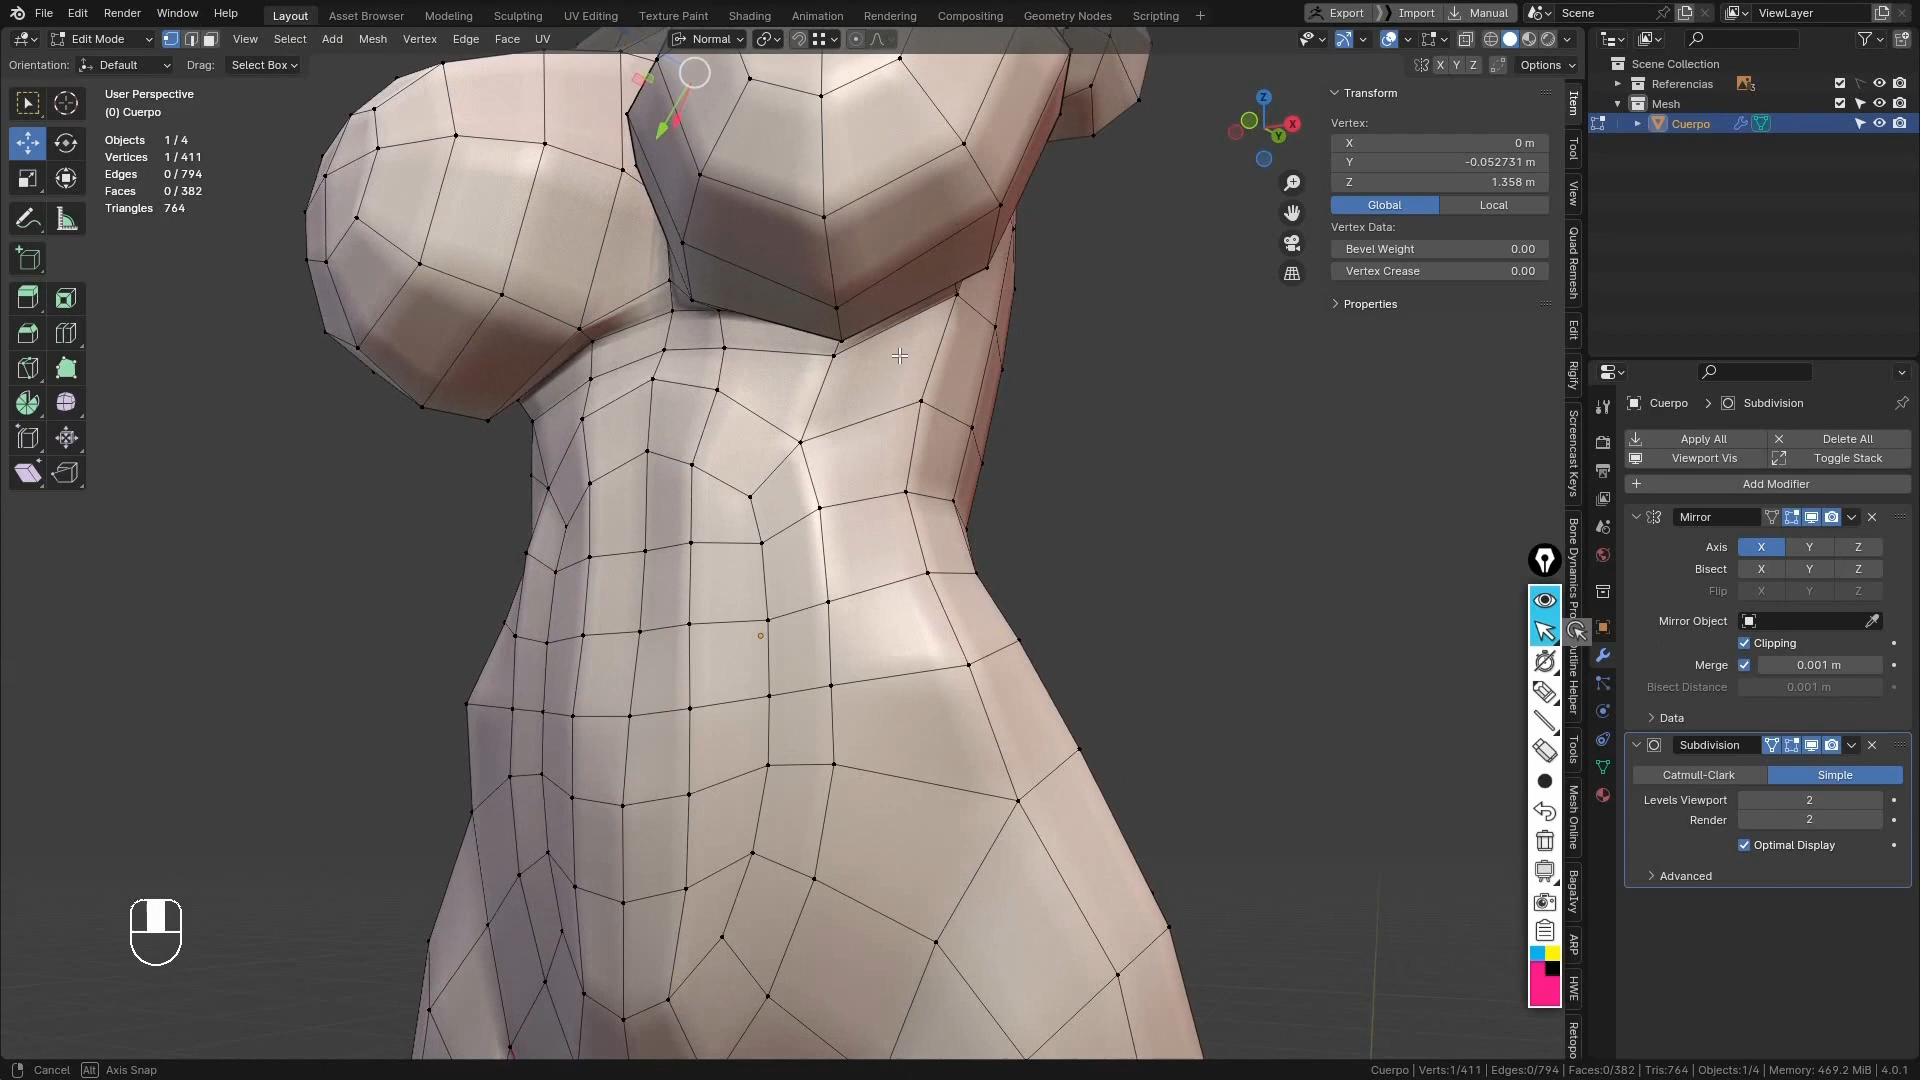 File Edit Render Window Help Layout Asset Browser Modeling Sculpting UV Editing Texture Paint Shading Animation Rendering Compositing Geometry Nodes Scripting + Export Import Manual Scene ViewLayer
Edit Mode View Select Add Mesh Vertex Edge Face UV Normal
Orientation: Default Drag: Select Box X Y Z Options
User Perspective
(0) Cuerpo
Objects 1 / 4
Vertices 1 / 411
Edges 0 / 794
Faces 0 / 382
Triangles 764
Z
X
Y
Transform
Vertex:
X 0 m
Y -0.052731 m
Z 1.358 m
Global Local
Vertex Data:
Bevel Weight 0.00
Vertex Crease 0.00
Properties
Item
Tool
View
Quad Remesh
Edit
Rigify
Screencast Keys
Bone Dynamics Pro
utline Helper
Tools
Mesh Online
BagaIvy
ARP
HWE
Retopo
Scene Collection
Referencias 3
Mesh
Cuerpo
Cuerpo > Subdivision
Apply All Delete All
Viewport Vis Toggle Stack
Add Modifier
Mirror
Axis X Y Z
Bisect X Y Z
Flip X Y Z
Mirror Object
Clipping
Merge 0.001 m
Bisect Distance 0.001 m
Data
Subdivision
Catmull-Clark Simple
Levels Viewport 2
Render 2
Optimal Display
Advanced
Cancel Alt Axis Snap
Cuerpo | Verts:1/411 | Edges:0/794 | Faces:0/382 | Tris:764 | Objects:1/4 | Memory: 469.2 MiB | 4.0.1